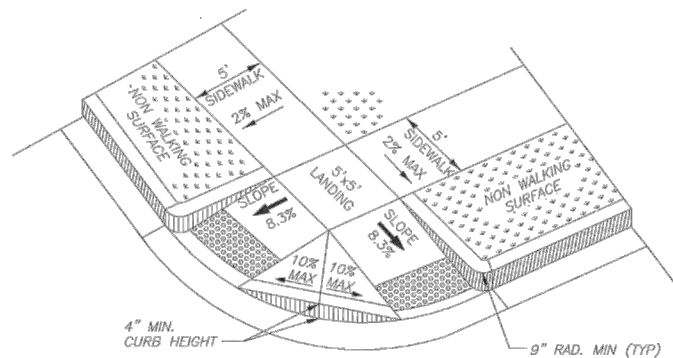 NON WALKING
SURFACE
5'
SIDEWALK
2% MAX
5'
SIDEWALK
2% MAX
5'x5'
LANDING
NON WALKING
SURFACE
SLOPE
8.3%
SLOPE
8.3%
10%
MAX
10%
MAX
4" MIN.
CURB HEIGHT
9" RAD. MIN (TYP)